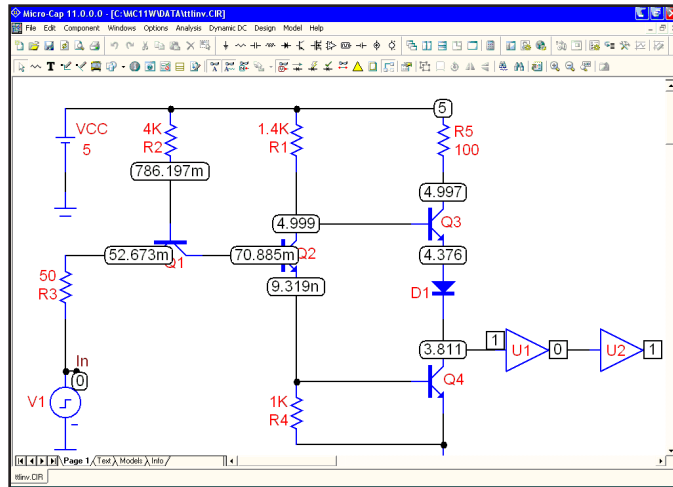 Micro-Cap 11.0.0.0 - [C:\MC11W\DATA\ttlinv.CIR]
File Edit Component Windows Options Analysis Dynamic DC Design Model Help
VCC
5
4K
R2
1.4K
R1
5
R5
100
786.197m
4.999
4.997
Q3
52.673m
Q1
70.885m
Q2
4.376
50
R3
9.319n
D1
In
0
3.811
1
U1
0
U2
1
V1
Q4
1K
R4
Page 1 Text Models Info
ttlinv.CIR